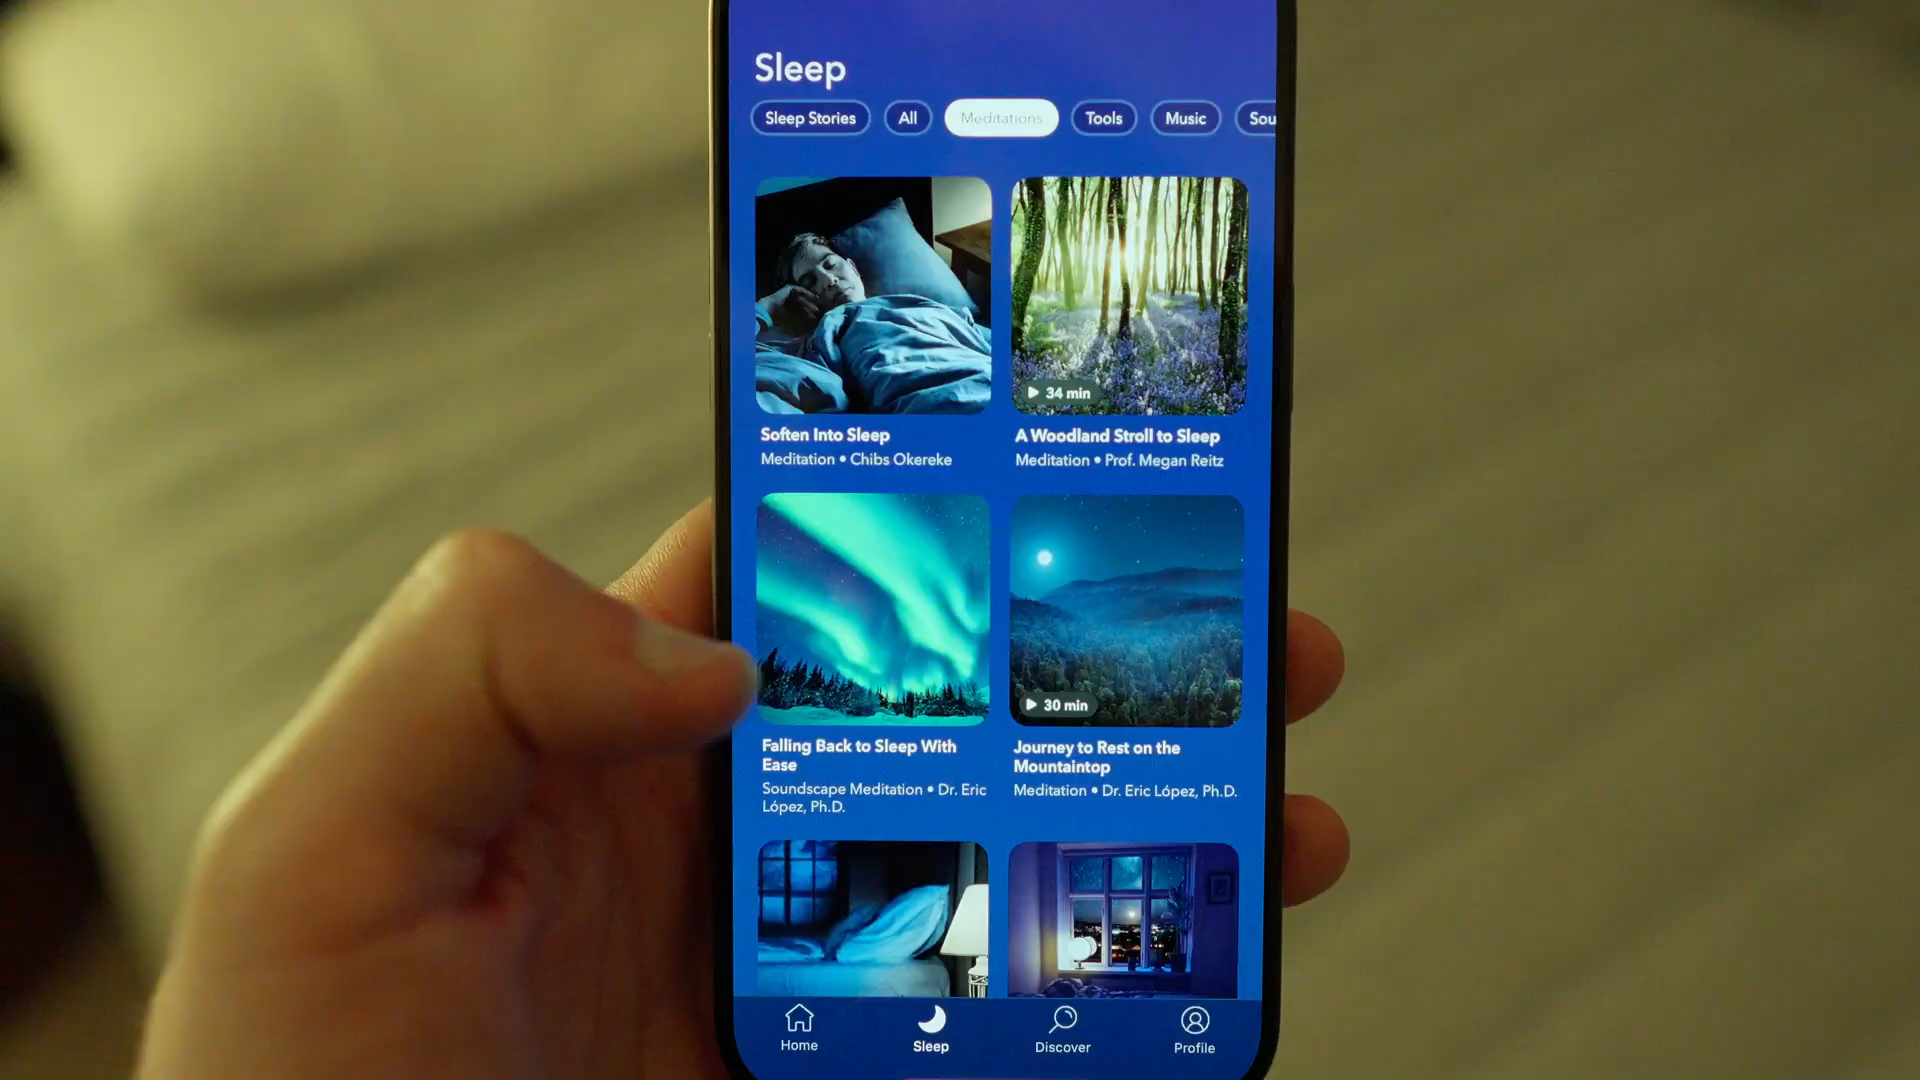 Sleep
Sleep Stories
All
Meditations
Tools
Music
Sou
34 min
Soften Into Sleep
Meditation • Chibs Okereke
A Woodland Stroll to Sleep
Meditation • Prof. Megan Reitz
30 min
Falling Back to Sleep With
Ease
Soundscape Meditation • Dr. Eric
López, Ph.D.
Journey to Rest on the
Mountaintop
Meditation • Dr. Eric López, Ph.D.
Home
Sleep
Discover
Profile